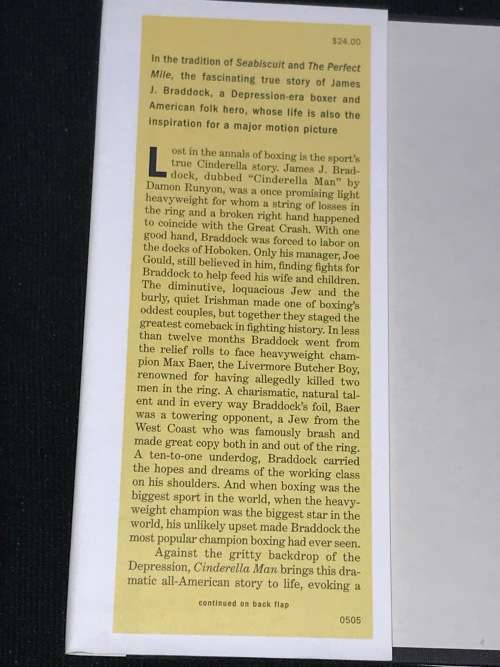 $24.00
In the tradition of Seabiscuit and The Perfect
Mile, the fascinating true story of James
J. Braddock, a Depression-era boxer and
American folk hero, whose life is also the
inspiration for a major motion picture
Lost in the annals of boxing is the sport's
true Cinderella story. James J. Brad-
dock, dubbed "Cinderella Man" by
Damon Runyon, was a once promising light
heavyweight for whom a string of losses in
the ring and a broken right hand happened
to coincide with the Great Crash. With one
good hand, Braddock was forced to labor on
the docks of Hoboken. Only his manager, Joe
Gould, still believed in him, finding fights for
Braddock to help feed his wife and children.
The diminutive, loquacious Jew and the
burly, quiet Irishman made one of boxing's
oddest couples, but together they staged the
greatest comeback in fighting history. In less
than twelve months Braddock went from
the relief rolls to face heavyweight cham-
pion Max Baer, the Livermore Butcher Boy,
renowned for having allegedly killed two
men in the ring. A charismatic, natural tal-
ent and in every way Braddock's foil, Baer
was a towering opponent, a Jew from the
West Coast who was famously brash and
made great copy both in and out of the ring.
A ten-to-one underdog, Braddock carried
the hopes and dreams of the working class
on his shoulders. And when boxing was the
biggest sport in the world, when the heavy-
weight champion was the biggest star in the
world, his unlikely upset made Braddock the
most popular champion boxing had ever seen.
Against the gritty backdrop of the
Depression, Cinderella Man brings this dra-
matic all-American story to life, evoking a
continued on back flap
0505